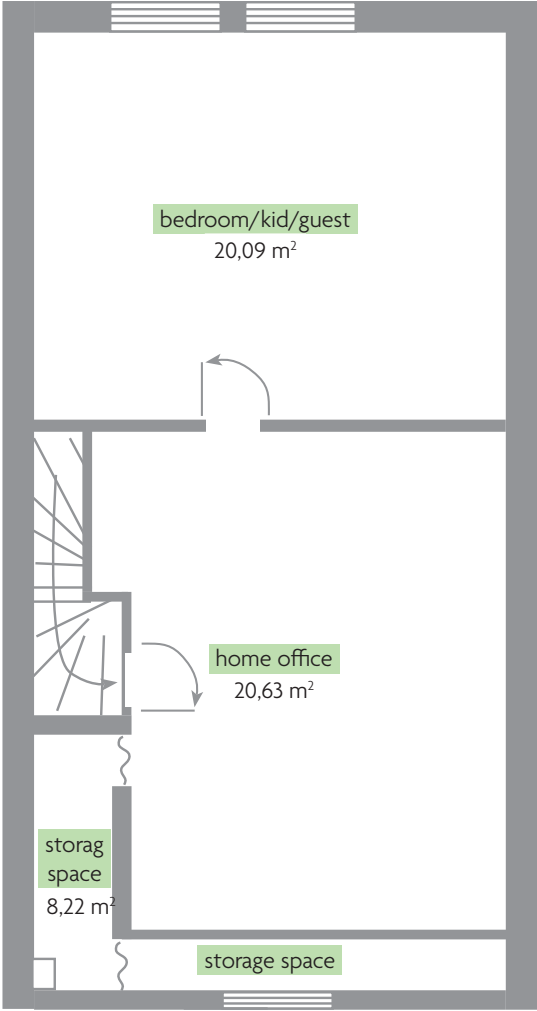 bedroom/kid/guest
20,09 m²
home office
20,63 m²
storag
space
8,22 m²
storage space